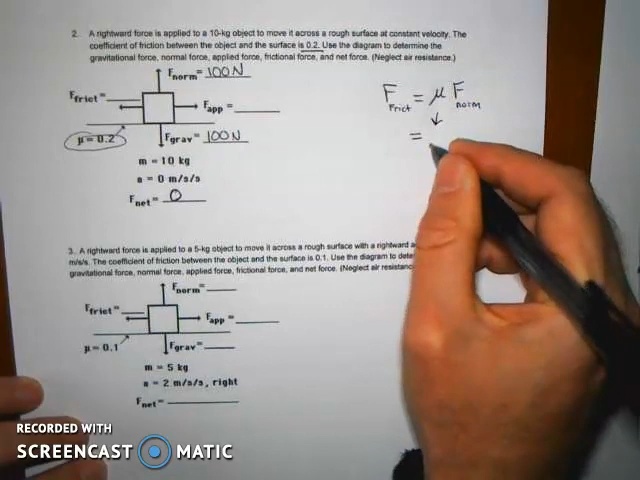 2. A rightward force is applied to a 10-kg object to move it across a rough surface at constant velocity. The
coefficient of friction between the object and the surface is 0.2. Use the diagram to determine the
gravitational force, normal force, applied force, frictional force, and net force. (Neglect air resistance.)
Fnorm= 100N
Ffrict=
Fapp =
μ = 0.2
Fgrav= 100N
m = 10 kg
a = 0 m/s/s
Fnet= 0
F Frict = μ F norm
=
3. A rightward force is applied to a 5-kg object to move it across a rough surface with a rightward
m/s/s. The coefficient of friction between the object and the surface is 0.1. Use the diagram to
gravitational force, normal force, applied force, frictional force, and net force. (Neglect air
Fnorm=
Ffrict=
Fapp =
μ = 0.1
Fgrav=
m = 5 kg
a = 2 m/s/s, right
Fnet=
RECORDED WITH
SCREENCAST MATIC